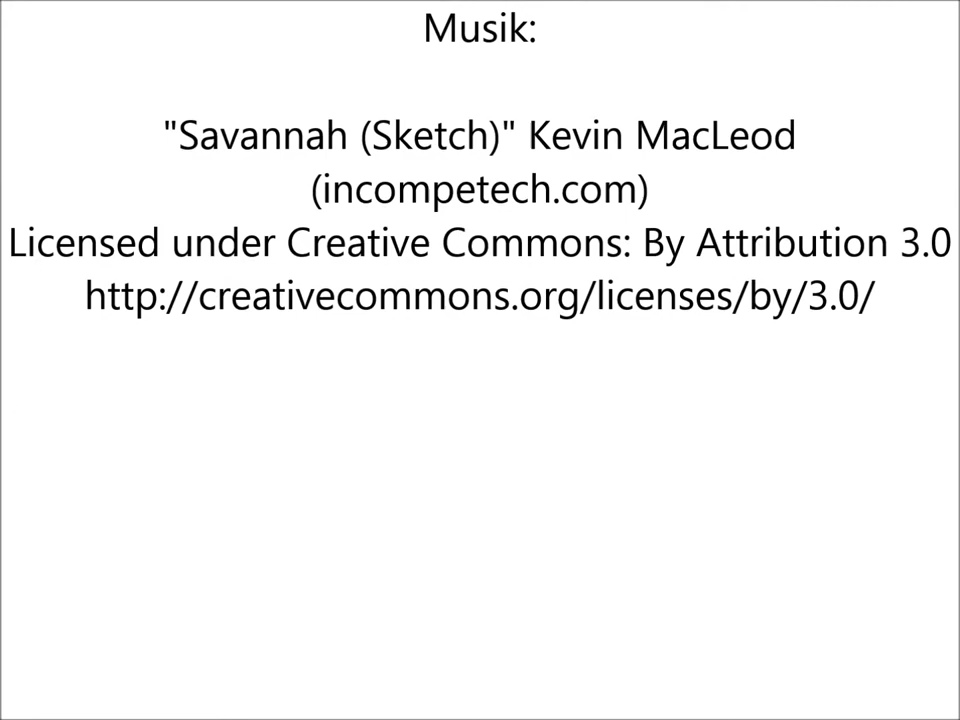 Musik:
"Savannah (Sketch)" Kevin MacLeod
(incompetech.com)
Licensed under Creative Commons: By Attribution 3.0
http://creativecommons.org/licenses/by/3.0/